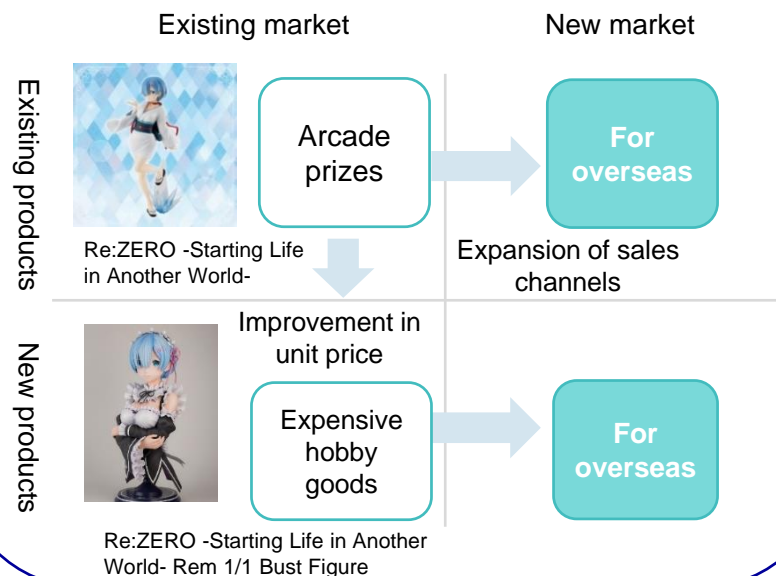 Existing market
New market
Existing products
Arcade
prizes
For
overseas
Re:ZERO -Starting Life
in Another World-
Expansion of sales
channels
New products
Improvement in
unit price
Expensive
hobby
goods
For
overseas
Re:ZERO -Starting Life in Another
World- Rem 1/1 Bust Figure